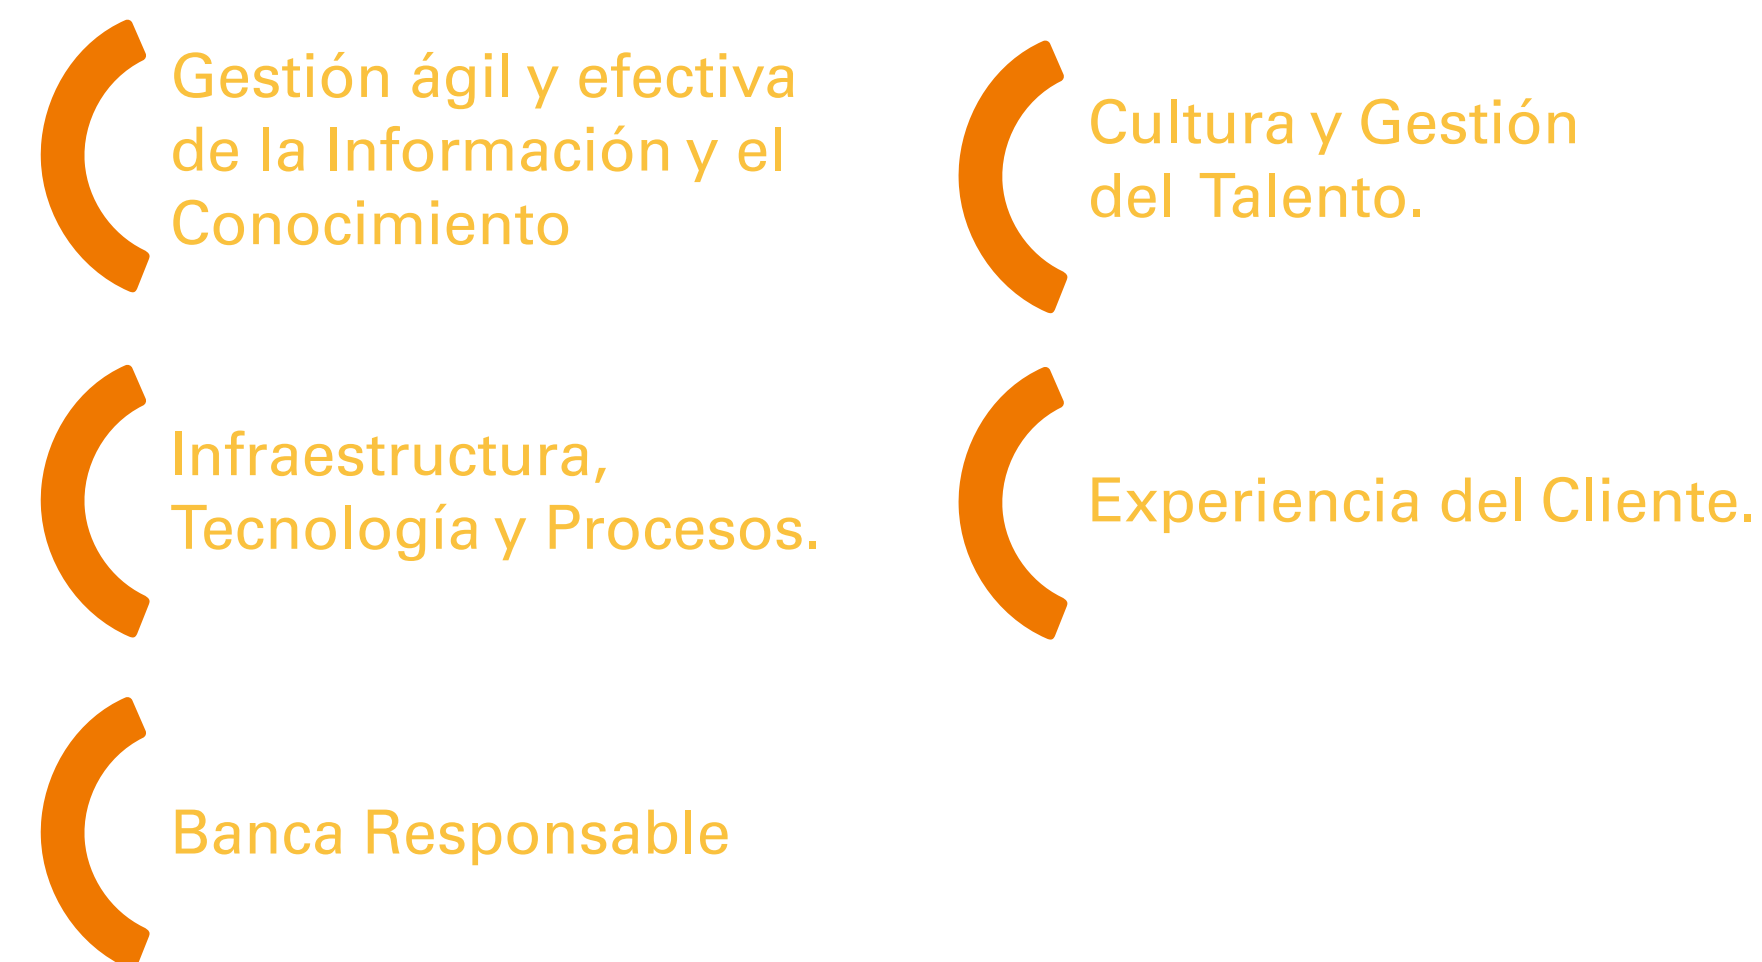 Gestión ágil y efectiva
de la Información y el
Conocimiento
Cultura y Gestión
del Talento.
Infraestructura,
Tecnología y Procesos.
Experiencia del Cliente.
Banca Responsable